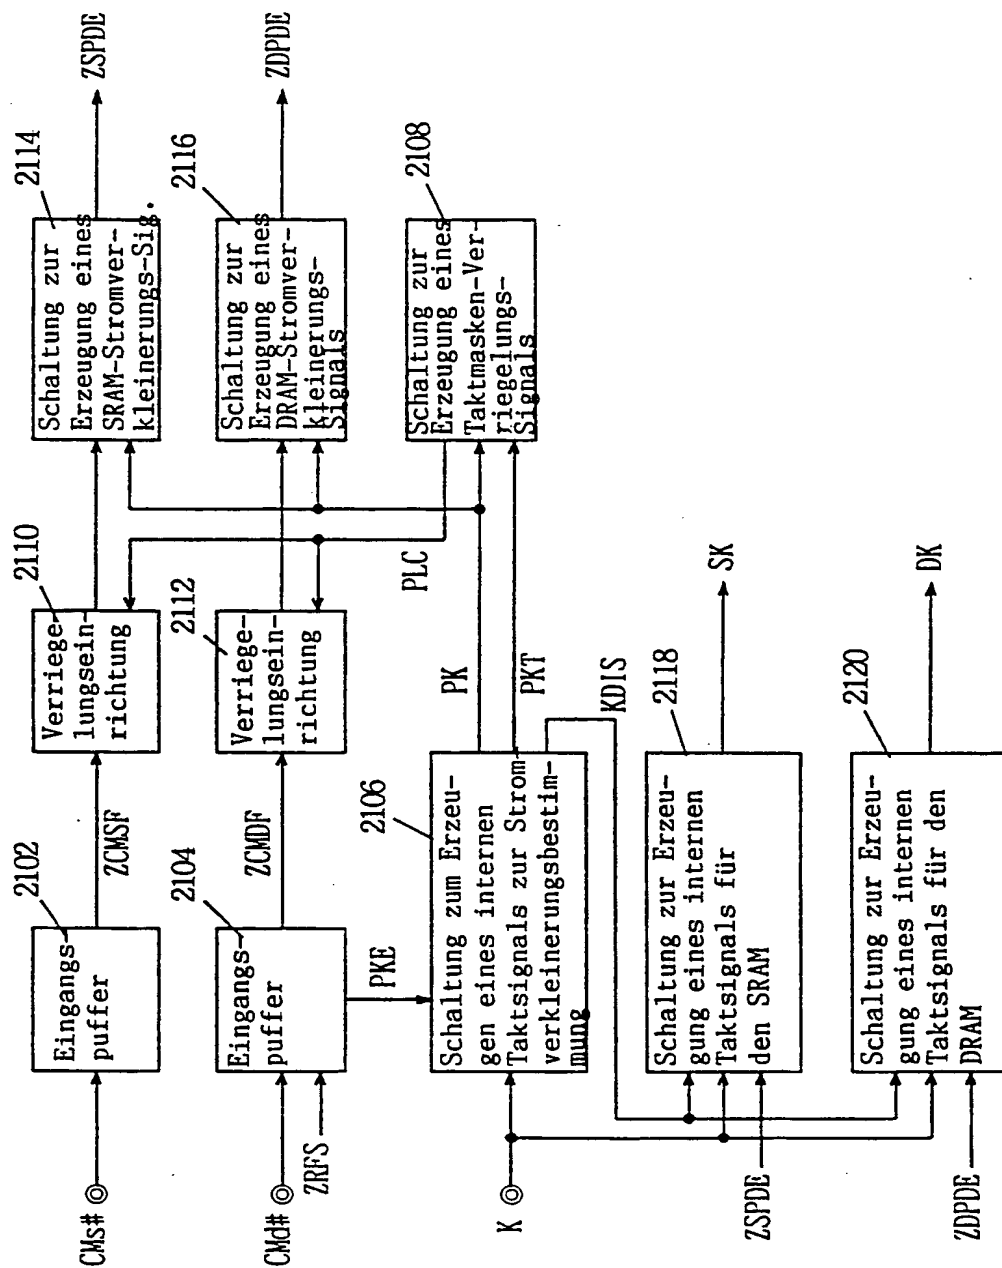 CMs#
2102
Eingangs-
puffer
ZCMSF
2110
Verriege-
lungsein-
richtung
2114
Schaltung zur
Erzeugung eines
SRAM-Stromver-
kleinerungs-Sig.
ZSPDE
CMd#
ZRFS
2104
Eingangs-
puffer
ZCMDF
2112
Verriege-
lungsein-
richtung
2116
Schaltung zur
Erzeugung eines
DRAM-Stromver-
kleinerungs-
Signals
ZDPDE
PKE
PLC
2108
Schaltung zur
Erzeugung eines
Taktmasken-Ver-
riegelungs-
Signals
K
2106
Schaltung zum Erzeu-
gen eines internen
Taktsignals zur Strom-
verkleinerungsbestim-
mung
PK
PKT
KDIS
ZSPDE
2118
Schaltung zur Erzeu-
gung eines internen
Taktsignals für
den SRAM
SK
ZDPDE
2120
Schaltung zur Erzeu-
gung eines internen
Taktsignals für den
DRAM
DK